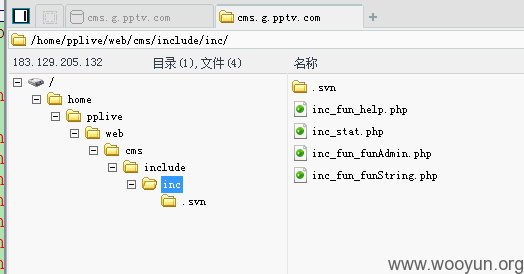 cms.g.pptv.com
cms.g.pptv.com
/home/pplive/web/cms/include/inc/
183.129.205.132
目录(1),文件(4)
名称
/
home
pplive
web
cms
include
inc
.svn
.svn
inc_fun_help.php
inc_stat.php
inc_fun_funAdmin.php
inc_fun_funString.php
www.wooyun.org